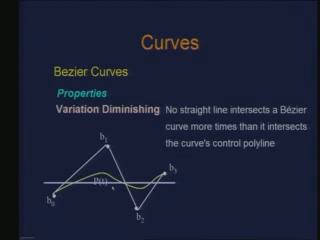 Curves
Bezier Curves
Properties
Variation Diminishing No straight line intersects a Bézier
curve more times than it intersects
the curve's control polyline
b1
b3
P(t)
b0
b2